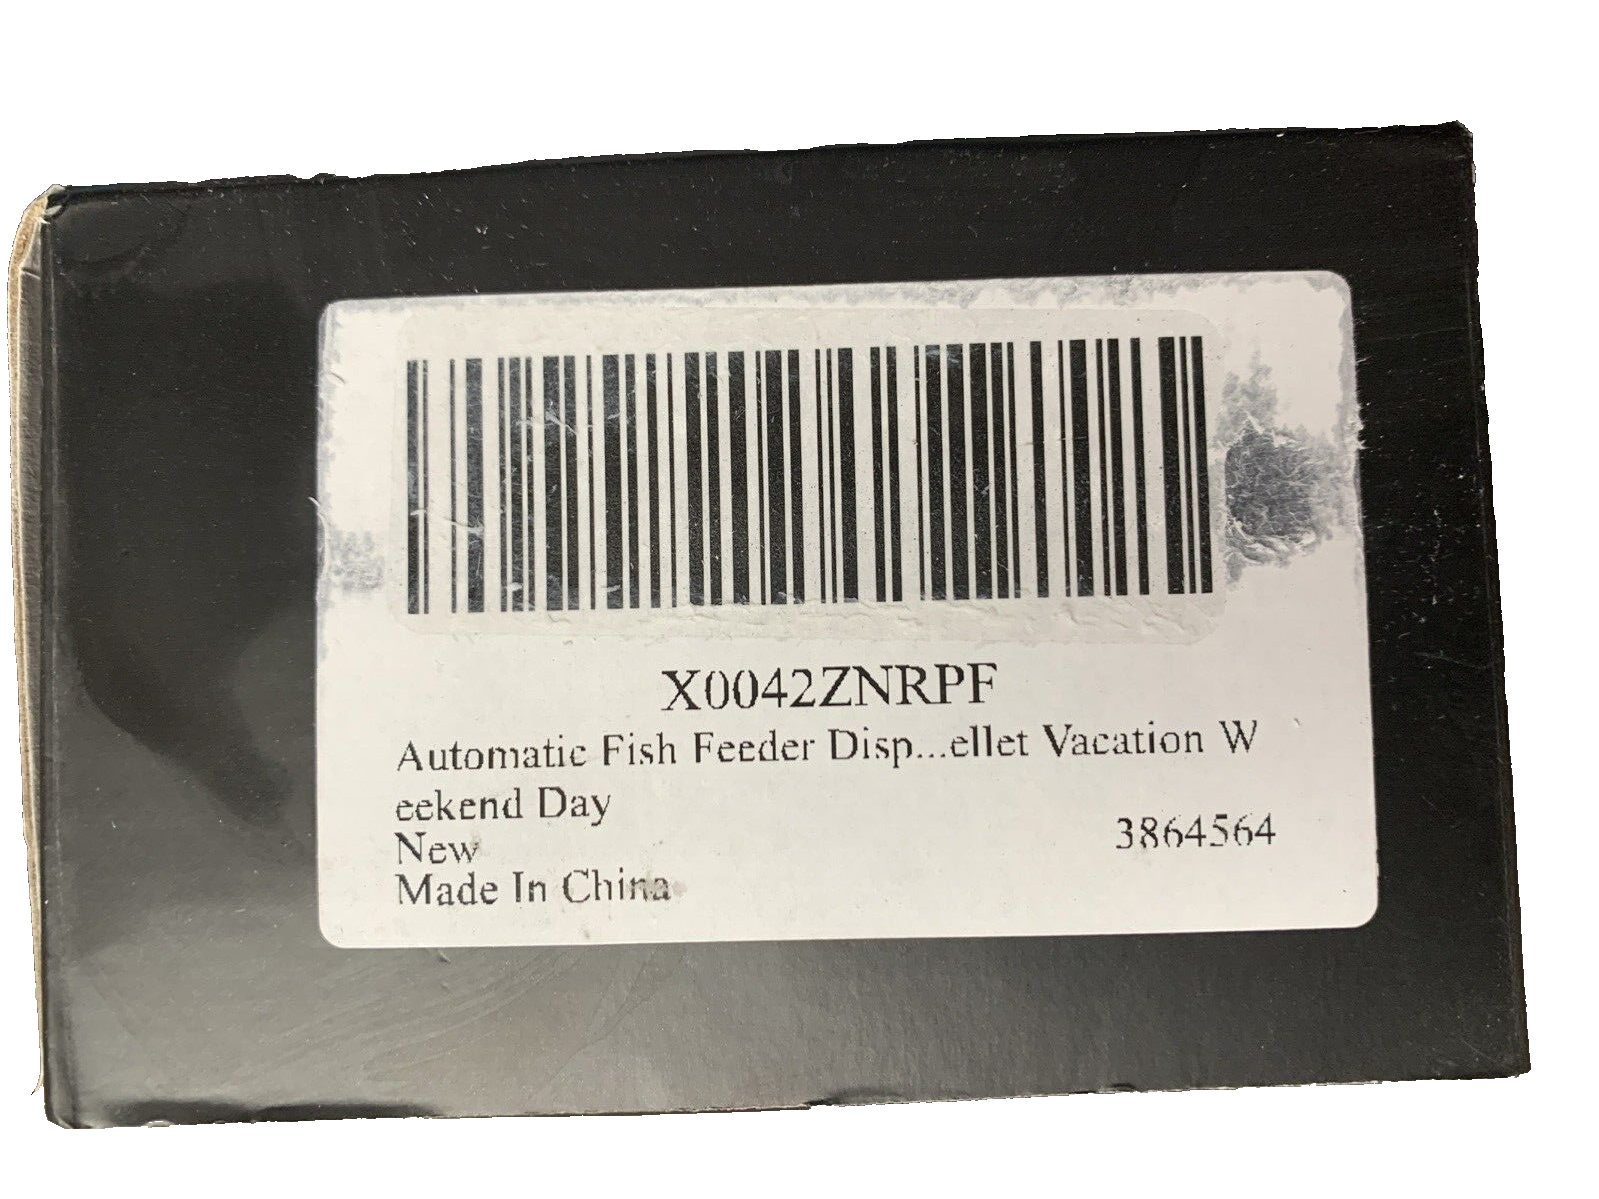 X0042ZNRPF
Automatic Fish Feeder Disp...ellet Vacation W
eekend Day
New
3864564
Made In China